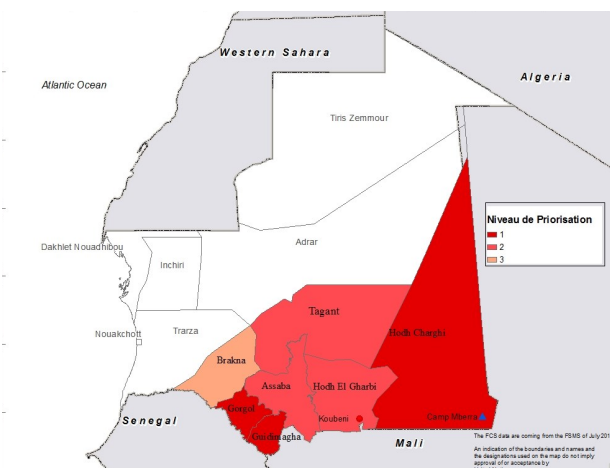 Western Sahara
Algeria
Atlantic Ocean
Tiris Zemmour
Niveau de Priorisation
1
2
3
Dakhlet Nouadhibou
Adrar
Inchiri
Tagant
Nouakchott
Trarza
Hodh Charghi
Brakna
Assaba
Hodh El Gharbi
Gorgol
Koubeni
Camp Mberra
Senegal
Guidimagha
Mali
The FCS data are coming from the FSMS of July201
An indication of the boundaries and names and
the designations used on the map do not imply
approval of or acceptance by